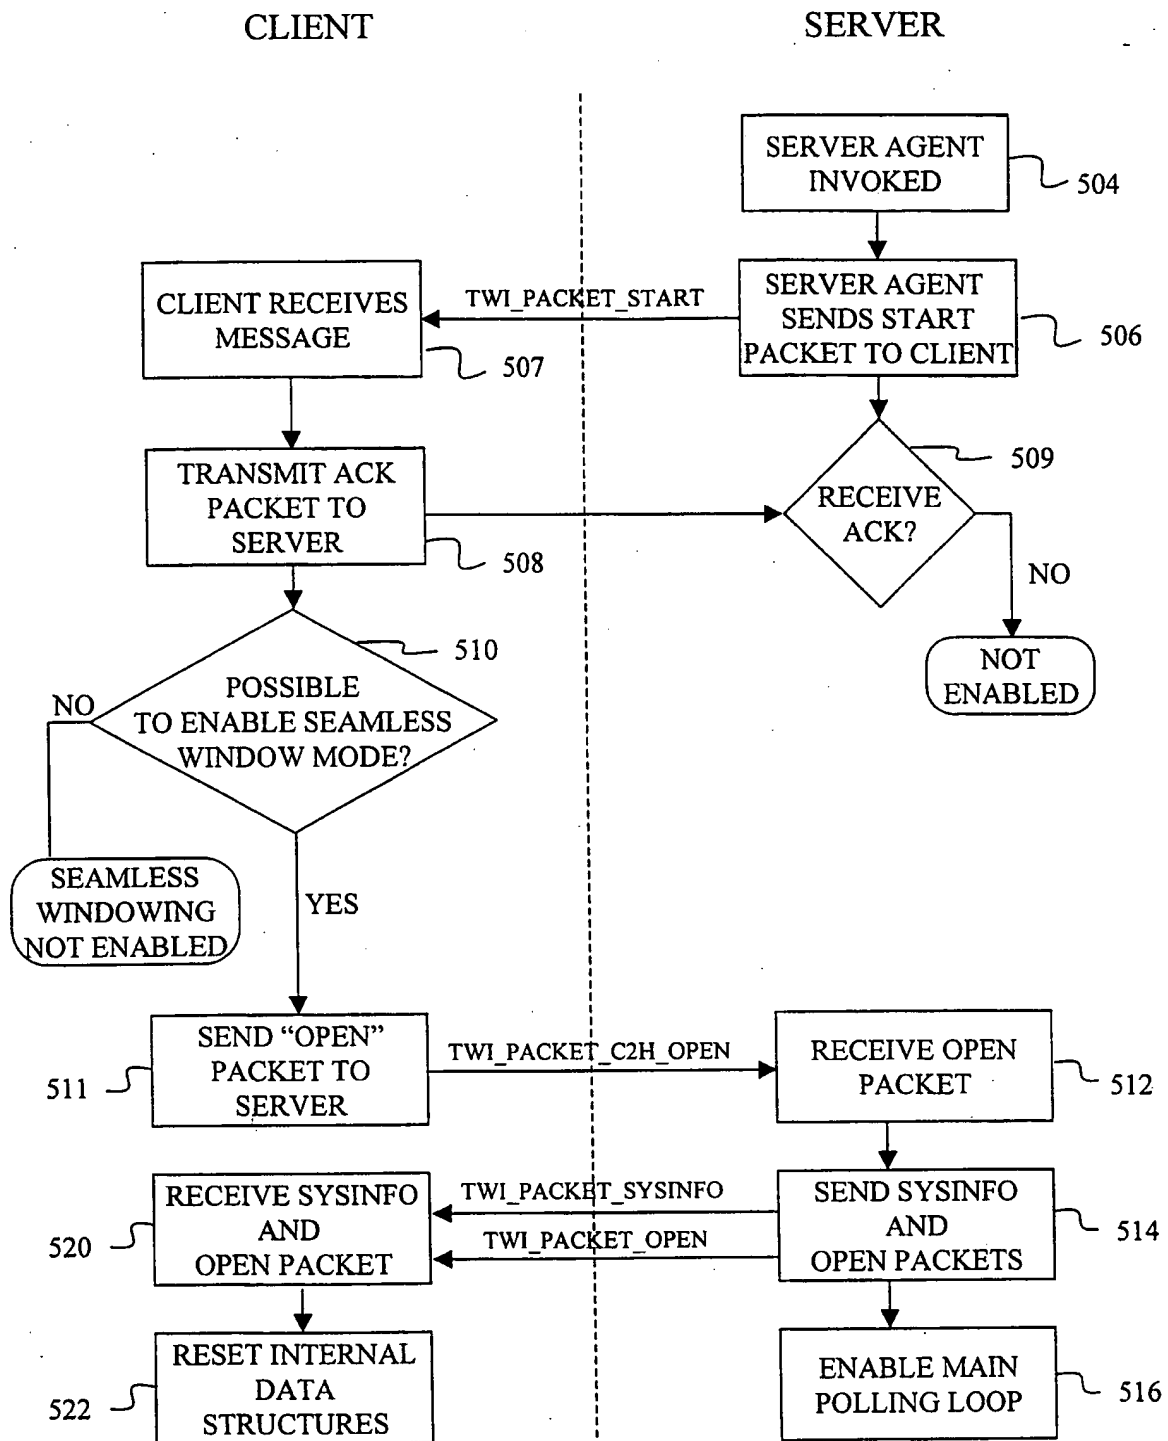 CLIENT
SERVER
SERVER AGENT
INVOKED
504
CLIENT RECEIVES
MESSAGE
507
TWI_PACKET_START
SERVER AGENT
SENDS START
PACKET TO CLIENT
506
TRANSMIT ACK
PACKET TO
SERVER
508
RECEIVE
ACK?
509
NO
NOT
ENABLED
510
POSSIBLE
TO ENABLE SEAMLESS
WINDOW MODE?
NO
SEAMLESS
WINDOWING
NOT ENABLED
YES
SEND “OPEN”
PACKET TO
SERVER
511
TWI_PACKET_C2H_OPEN
RECEIVE OPEN
PACKET
512
RECEIVE SYSINFO
AND
OPEN PACKET
520
TWI_PACKET_SYSINFO
TWI_PACKET_OPEN
SEND SYSINFO
AND
OPEN PACKETS
514
RESET INTERNAL
DATA
STRUCTURES
522
ENABLE MAIN
POLLING LOOP
516